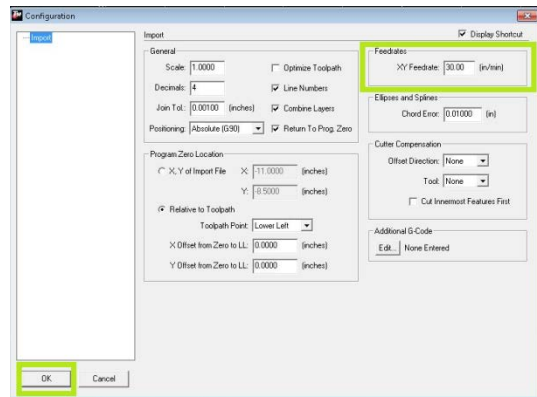 Configuration
Import
Import
Display Shortcut
General
Scale: 1.0000
Optimize Toolpath
Decimals: 4
Line Numbers
Join Tol.: 0.00100 (inches)
Combine Layers
Positioning: Absolute (G90)
Return To Prog. Zero
Program Zero Location
X, Y of Import File X: -11.0000 (inches)
Y: -8.5000 (inches)
Relative to Toolpath
Toolpath Point: Lower Left
X Offset from Zero to LL: 0.0000 (inches)
Y Offset from Zero to LL: 0.0000 (inches)
Feedrates
XY Feedrate: 30.00 (in/min)
Ellipses and Splines
Chord Error: 0.01000 (in)
Cutter Compensation
Offset Direction: None
Tool: None
Cut Innermost Features First
Additional G-Code
Edit... None Entered
OK
Cancel